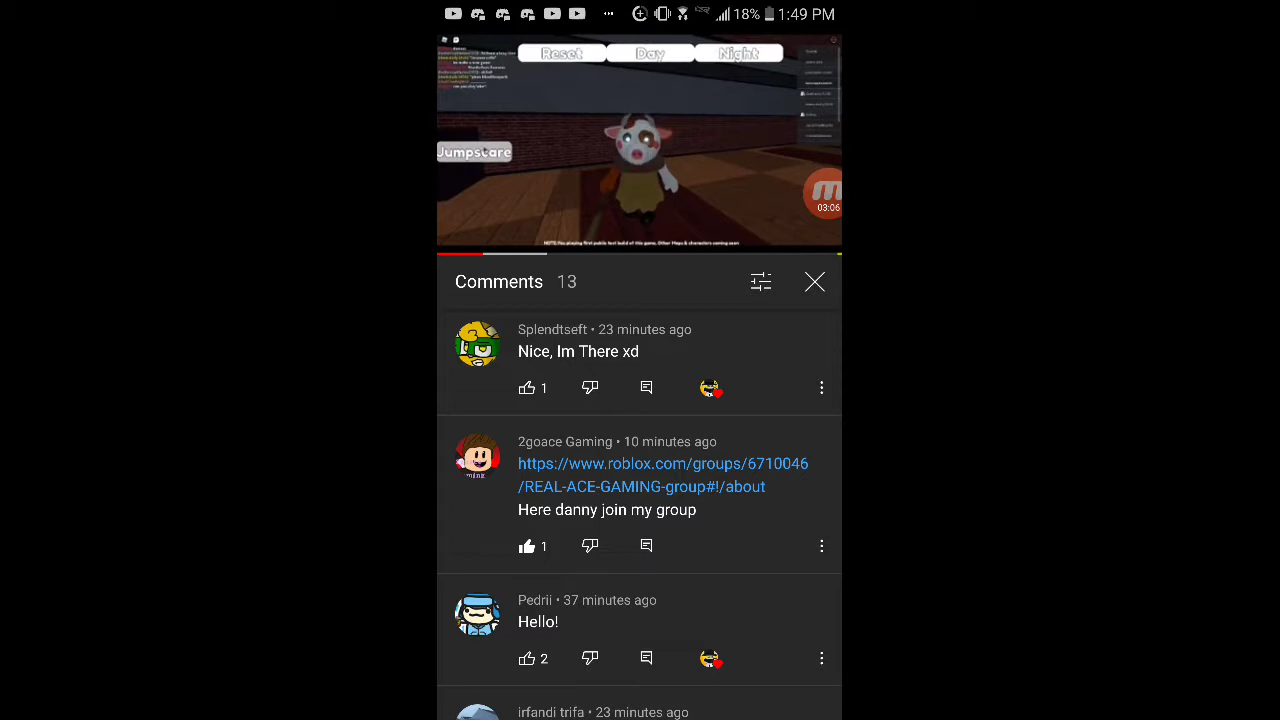 18% 1:49 PM
Reset Day Night
Jumpscare
03:06
Comments 13
Splendtseft • 23 minutes ago
Nice, Im There xd
1
2goace Gaming • 10 minutes ago
https://www.roblox.com/groups/6710046
/REAL-ACE-GAMING-group#!/about
Here danny join my group
1
Pedrii • 37 minutes ago
Hello!
2
irfandi trifa • 23 minutes ago